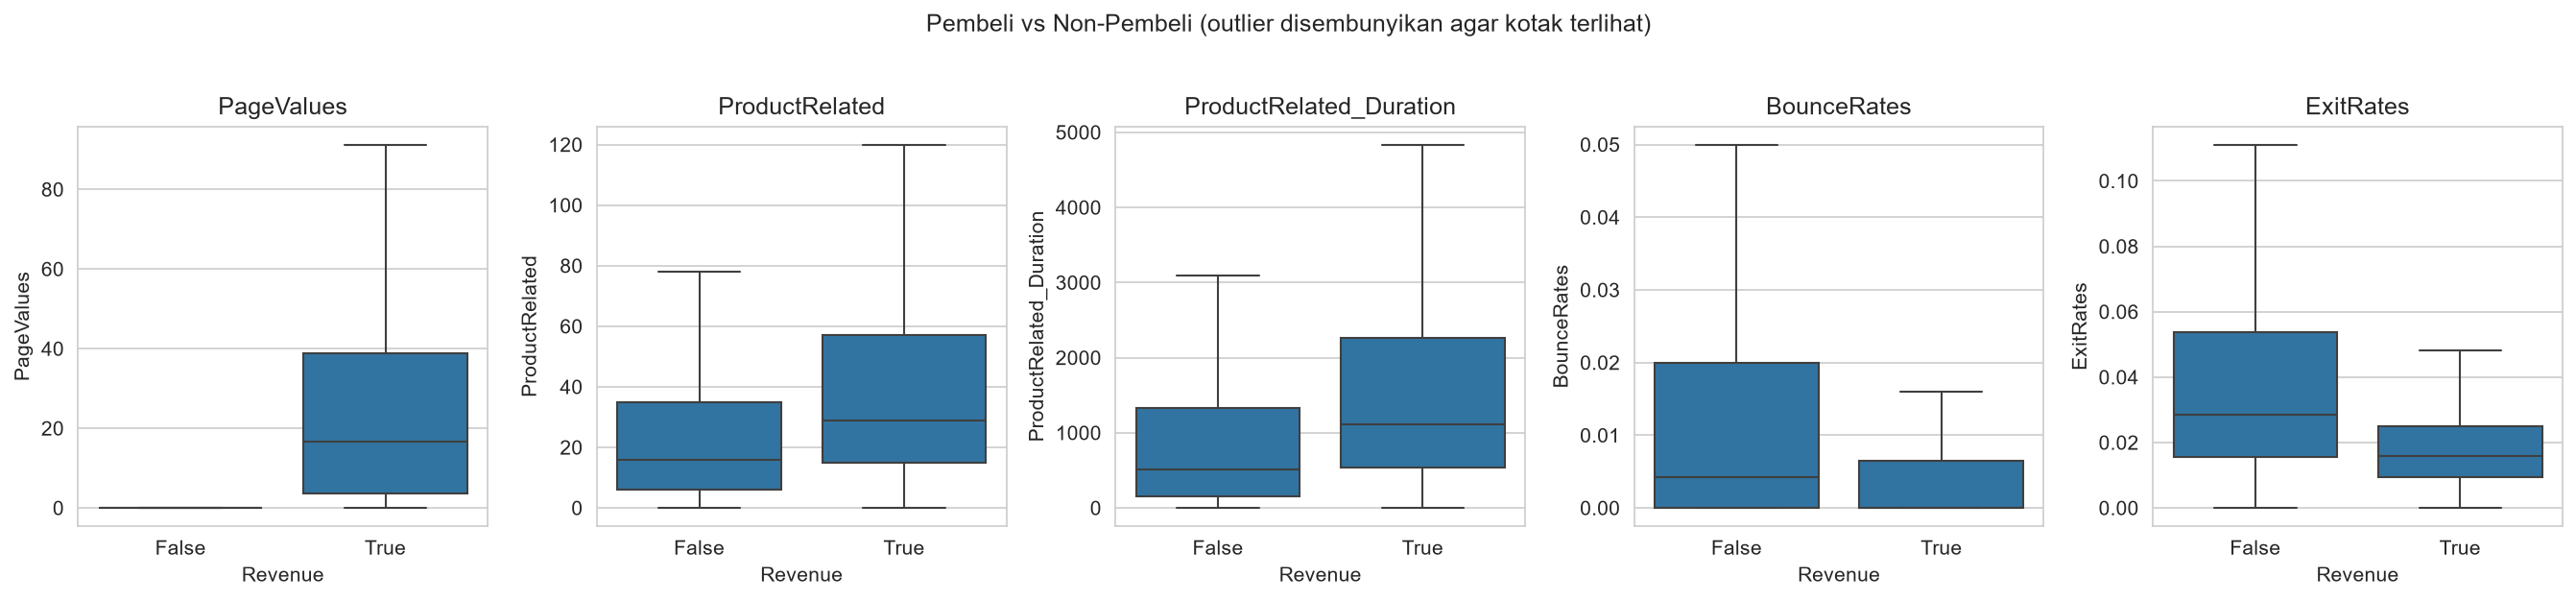 Pembeli vs Non-Pembeli (outlier disembunyikan agar kotak terlihat)
PageValues
PageValues
80
60
40
20
0
False True
Revenue
ProductRelated
ProductRelated
120
100
80
60
40
20
0
False True
Revenue
ProductRelated_Duration
ProductRelated_Duration
5000
4000
3000
2000
1000
0
False True
Revenue
BounceRates
BounceRates
0.05
0.04
0.03
0.02
0.01
0.00
False True
Revenue
ExitRates
ExitRates
0.10
0.08
0.06
0.04
0.02
0.00
False True
Revenue